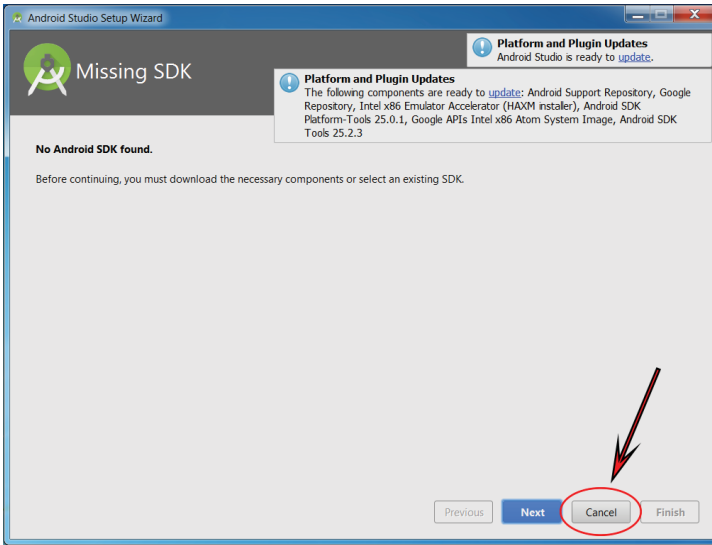 Android Studio Setup Wizard
Platform and Plugin Updates
Android Studio is ready to update.
Missing SDK
Platform and Plugin Updates
The following components are ready to update: Android Support Repository, Google
Repository, Intel x86 Emulator Accelerator (HAXM installer), Android SDK
Platform-Tools 25.0.1, Google APIs Intel x86 Atom System Image, Android SDK
Tools 25.2.3
No Android SDK found.
Before continuing, you must download the necessary components or select an existing SDK.
Previous Next Cancel Finish